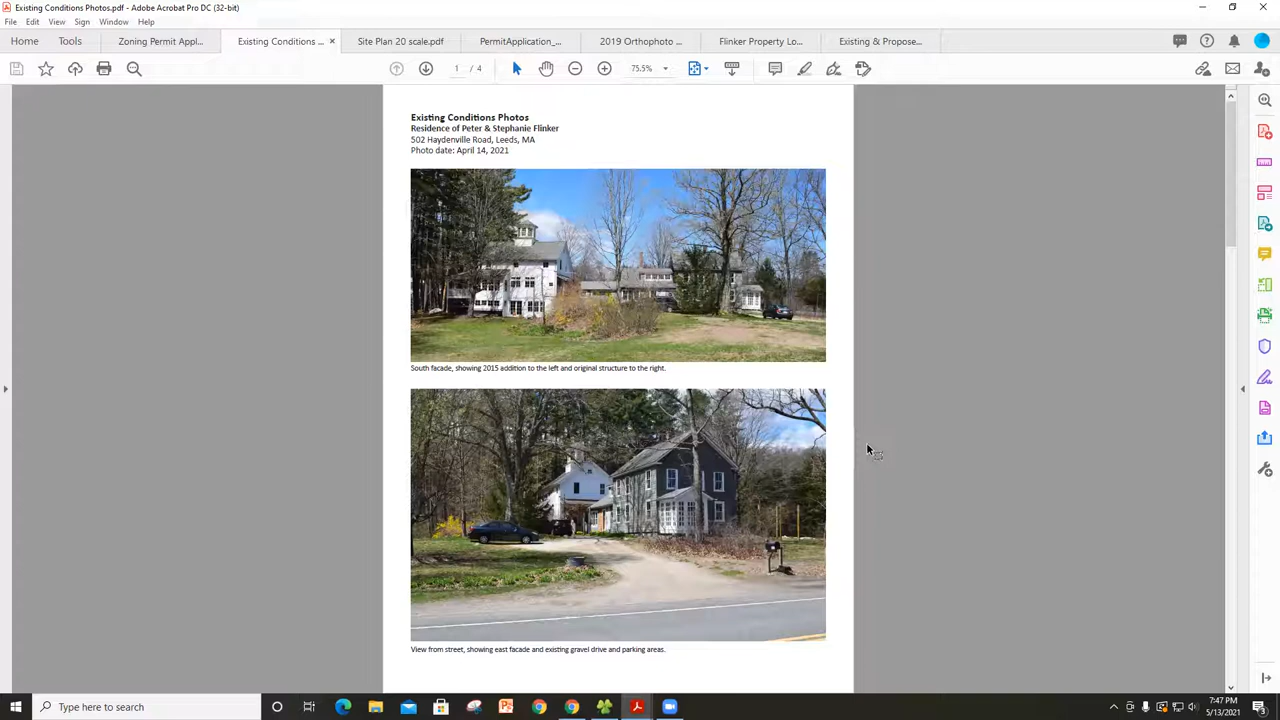 Existing Conditions Photos.pdf - Adobe Acrobat Pro DC (32-bit)
File Edit View Sign Window Help
Home Tools Zoning Permit Appl... Existing Conditions ... × Site Plan 20 scale.pdf PermitApplication_... 2019 Orthophoto ... Flinker Property Lo... Existing & Propose...
1 / 4 75.5%
Existing Conditions Photos
Residence of Peter & Stephanie Flinker
502 Haydenville Road, Leeds, MA
Photo date: April 14, 2021
South facade, showing 2015 addition to the left and original structure to the right.
View from street, showing east facade and existing gravel drive and parking areas.
Type here to search
7:47 PM
5/13/2021